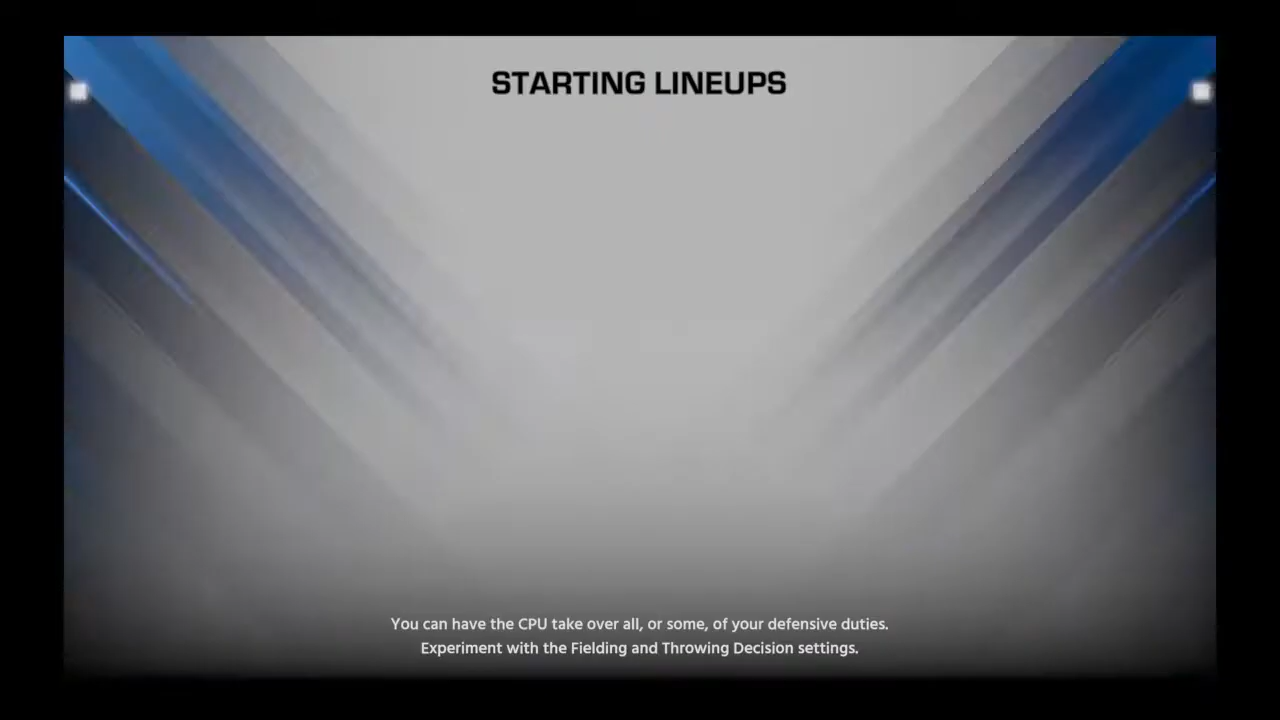 STARTING LINEUPS
You can have the CPU take over all, or some, of your defensive duties.
Experiment with the Fielding and Throwing Decision settings.